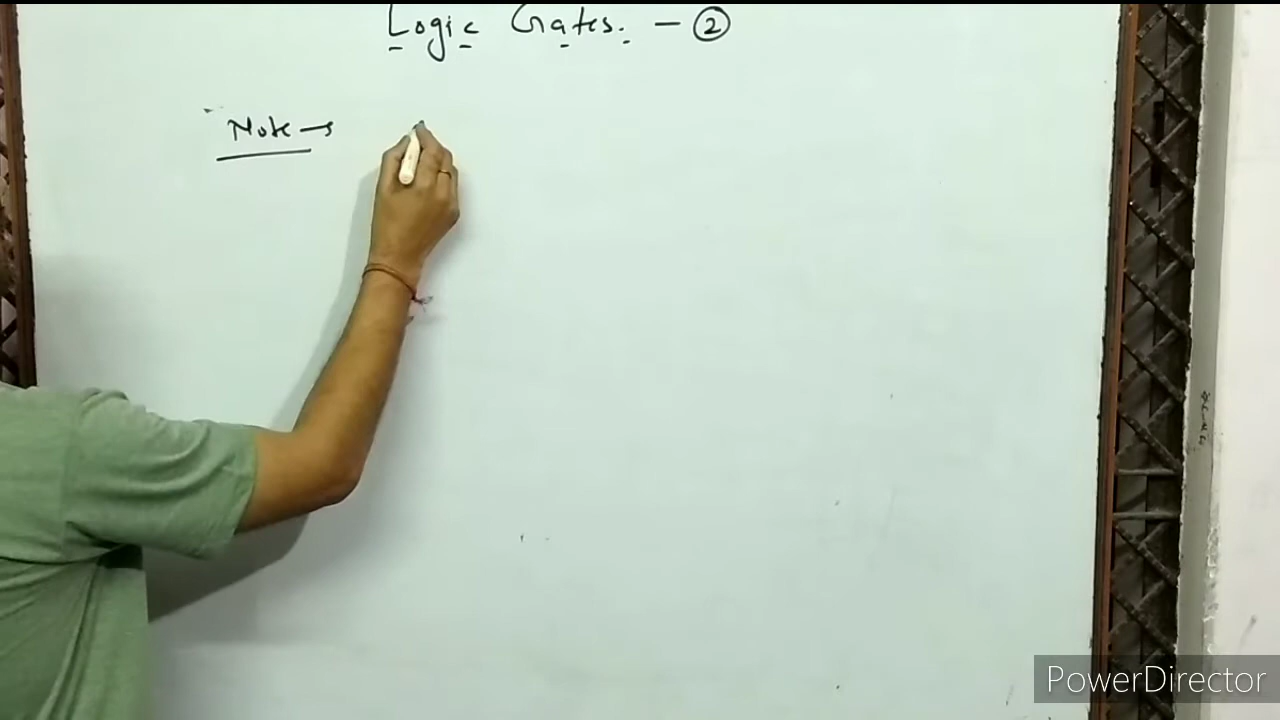 Logic Gates. - ②
Note →
PowerDirector